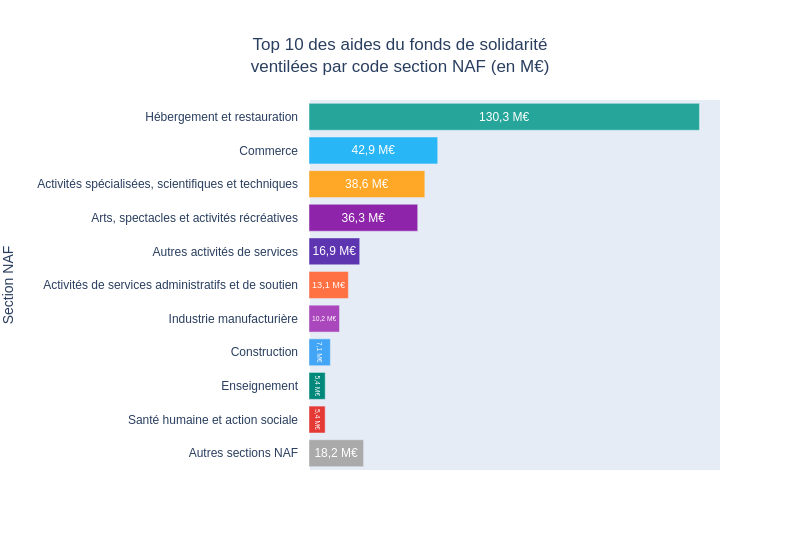 Top 10 des aides du fonds de solidarité
ventilées par code section NAF (en M€)
Section NAF
Hébergement et restauration 130,3 M€
Commerce 42,9 M€
Activités spécialisées, scientifiques et techniques 38,6 M€
Arts, spectacles et activités récréatives 36,3 M€
Autres activités de services 16,9 M€
Activités de services administratifs et de soutien 13,1 M€
Industrie manufacturière 10,2 M€
Construction 7,1 M€
Enseignement 5,4 M€
Santé humaine et action sociale 5,4 M€
Autres sections NAF 18,2 M€